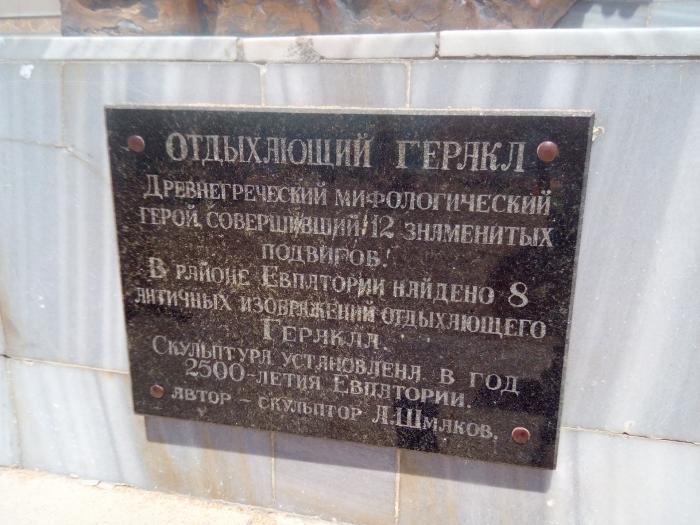 ОТДЫХАЮЩИЙ ГЕРАКЛ
ДРЕВНЕГРЕЧЕСКИЙ МИФОЛОГИЧЕСКИЙ
ГЕРОЙ, СОВЕРШИВШИЙ 12 ЗНАМЕНИТЫХ
ПОДВИГОВ.
В РАЙОНЕ ЕВПАТОРИИ НАЙДЕНО 8
АНТИЧНЫХ ИЗОБРАЖЕНИЙ ОТДЫХАЮЩЕГО
ГЕРАКЛА.
СКУЛЬПТУРА УСТАНОВЛЕНА В ГОД
2500-ЛЕТИЯ ЕВПАТОРИИ.
АВТОР - СКУЛЬПТОР А.ШМАКОВ.